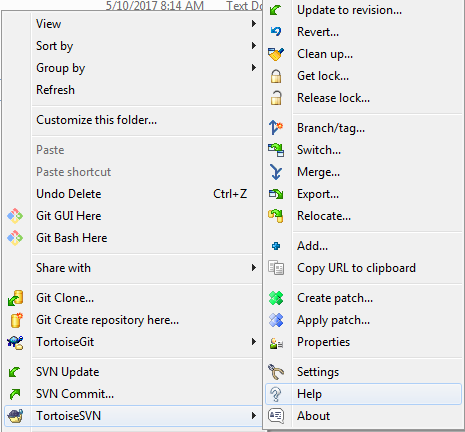 5/10/2017 8:14 AM Text Do
View
Sort by
Group by
Refresh
Customize this folder...
Paste
Paste shortcut
Undo Delete Ctrl+Z
Git GUI Here
Git Bash Here
Share with
Git Clone...
Git Create repository here...
TortoiseGit
SVN Update
SVN Commit...
TortoiseSVN
Update to revision...
Revert...
Clean up...
Get lock...
Release lock...
Branch/tag...
Switch...
Merge...
Export...
Relocate...
Add...
Copy URL to clipboard
Create patch...
Apply patch...
Properties
Settings
Help
About